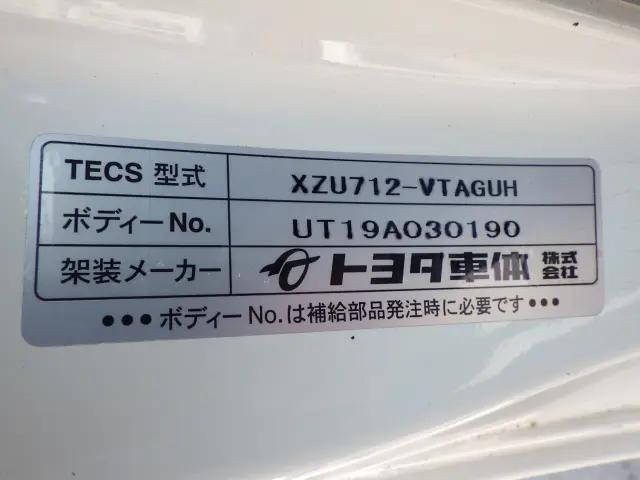 TECS 型式 XZU712-VTAGUH
ボディーNo. UT19A030190
架装メーカー トヨタ車体 株式会社
●●●ボディーNo.は補給部品発注時に必要です●●●